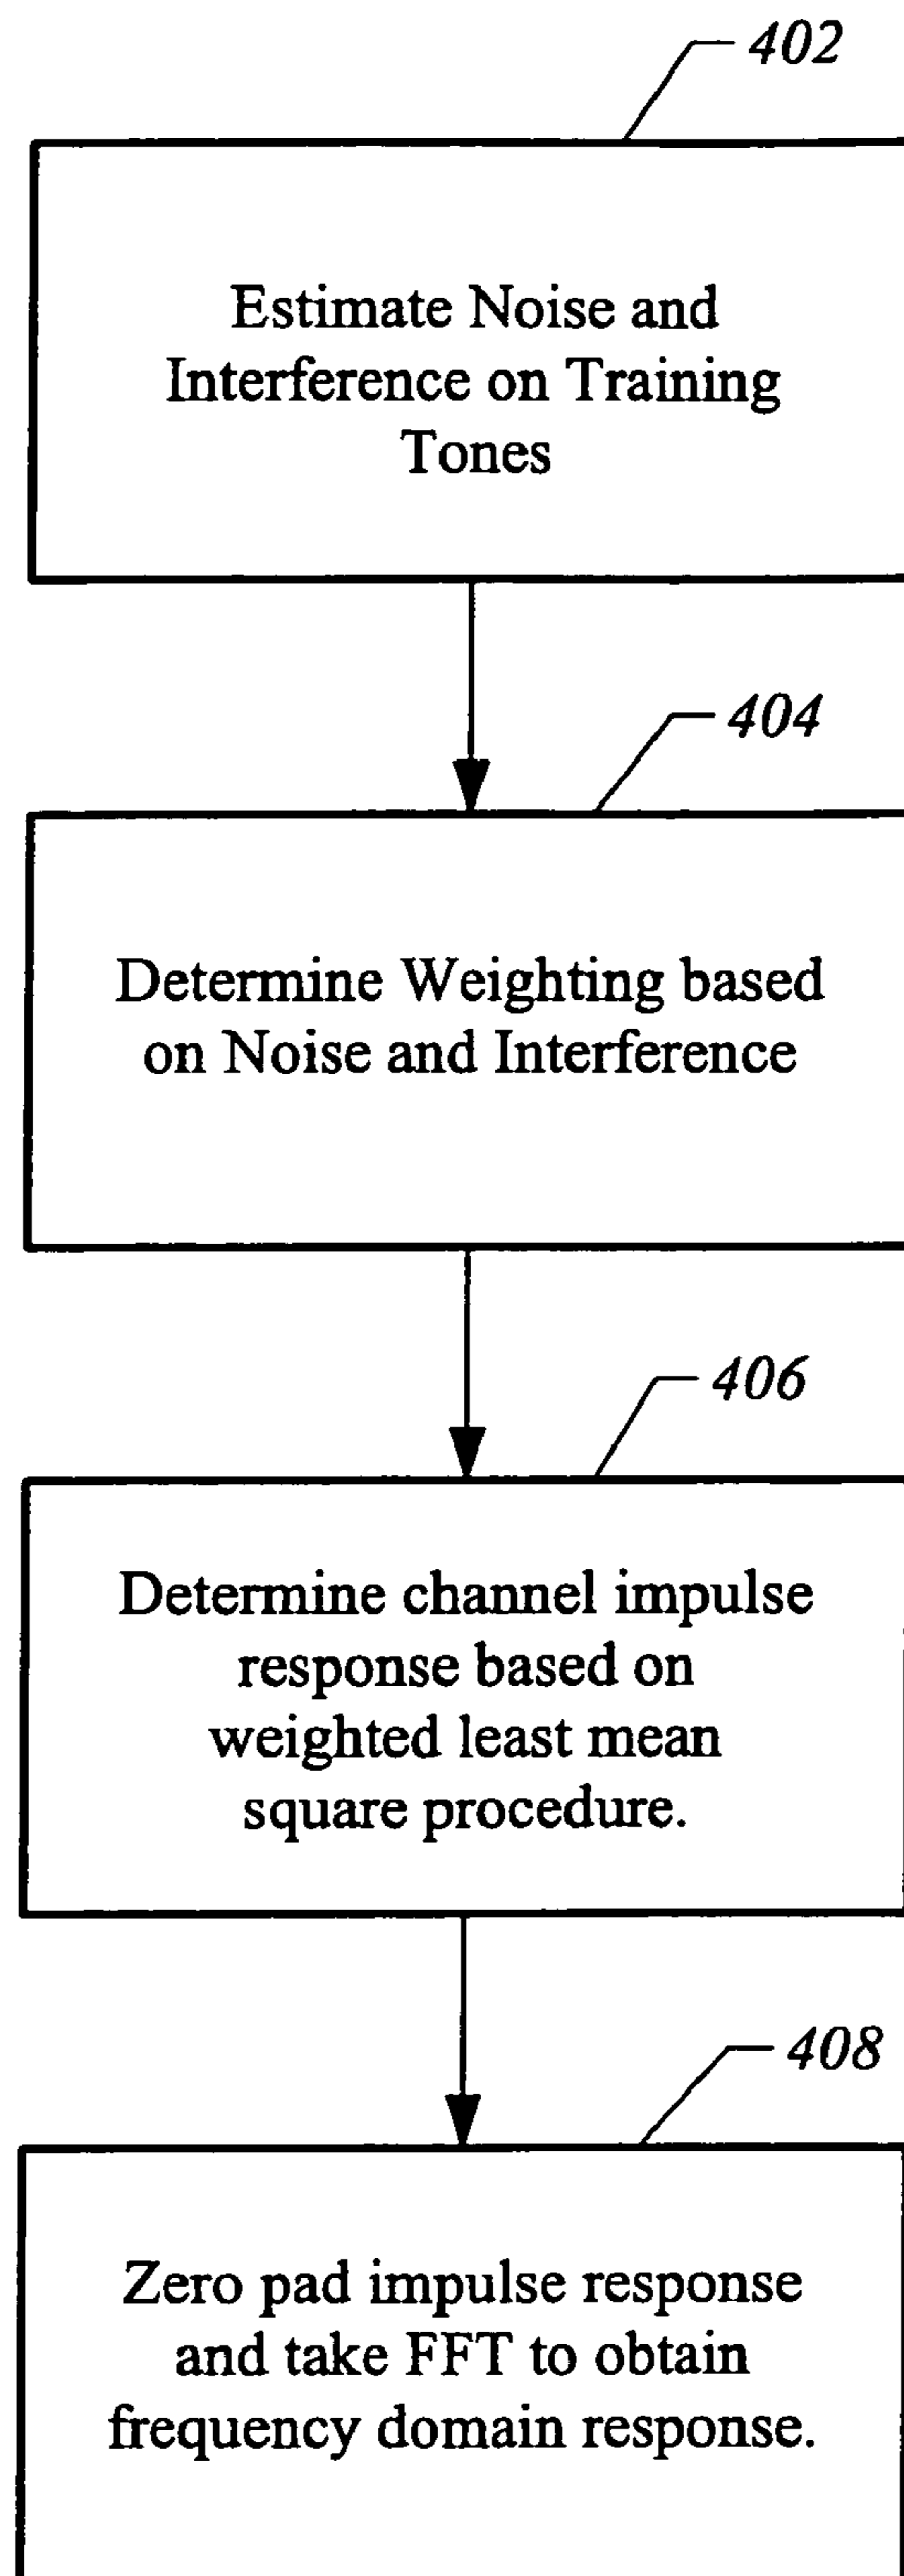 402
Estimate Noise and
Interference on Training
Tones
404
Determine Weighting based
on Noise and Interference
406
Determine channel impulse
response based on
weighted least mean
square procedure.
408
Zero pad impulse response
and take FFT to obtain
frequency domain response.